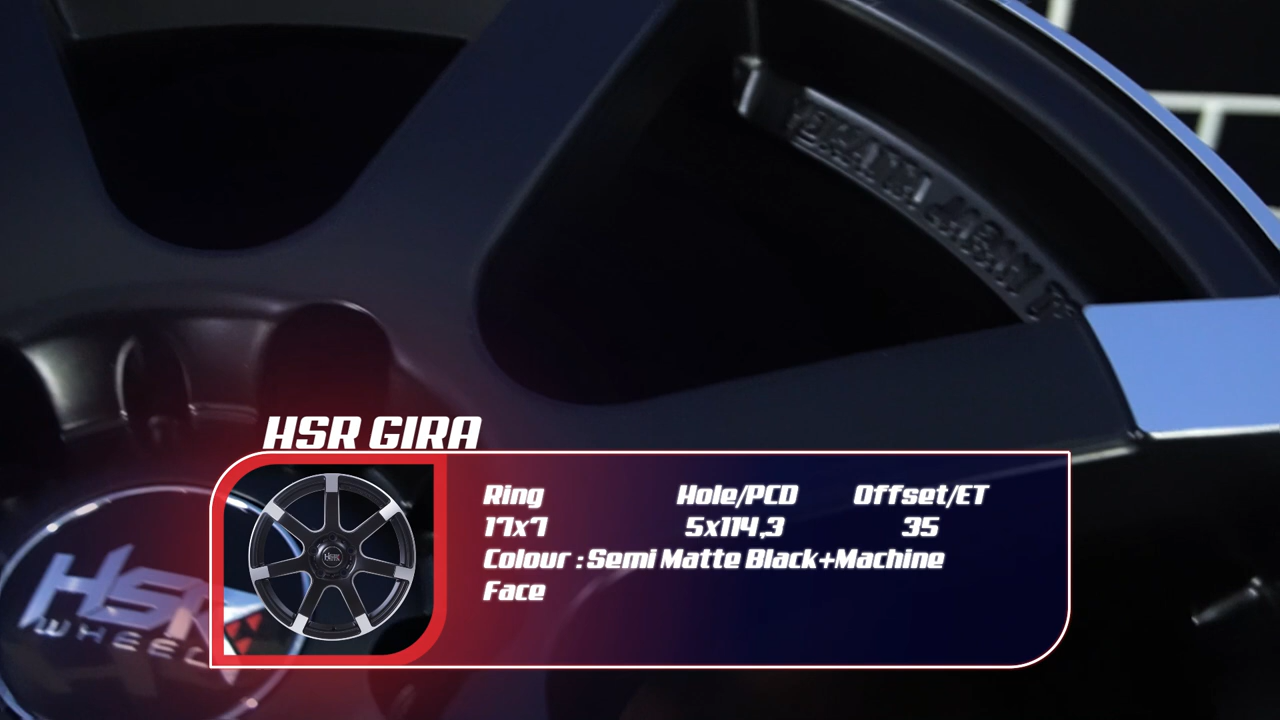 HSR GIRA
Ring Hole/PCD Offset/ET
17x7 5x114,3 35
Colour : Semi Matte Black+Machine
Face
HSR
WHEEL
HSR